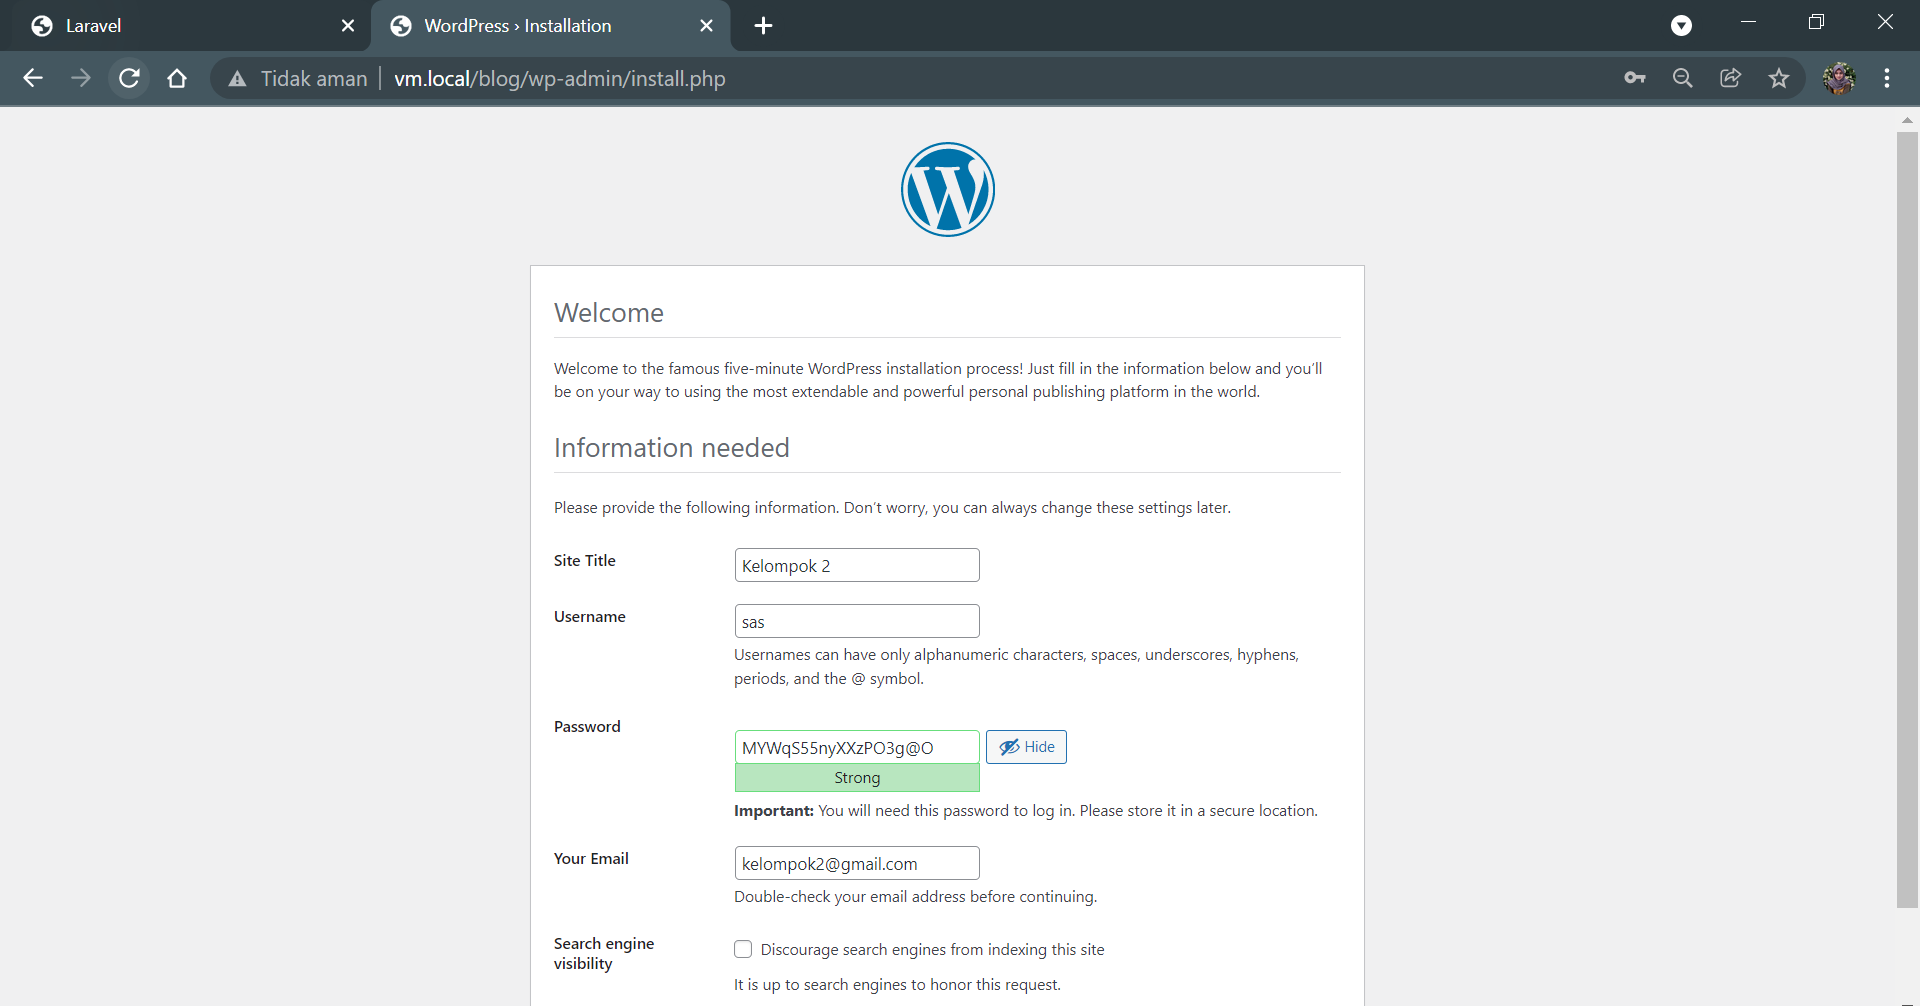 Laravel
WordPress › Installation
Tidak aman
vm.local/blog/wp-admin/install.php
Welcome
Welcome to the famous five-minute WordPress installation process! Just fill in the information below and you’ll
be on your way to using the most extendable and powerful personal publishing platform in the world.
Information needed
Please provide the following information. Don’t worry, you can always change these settings later.
Site Title
Kelompok 2
Username
sas
Usernames can have only alphanumeric characters, spaces, underscores, hyphens,
periods, and the @ symbol.
Password
MYWqS55nyXXzPO3g@O
Hide
Strong
Important: You will need this password to log in. Please store it in a secure location.
Your Email
kelompok2@gmail.com
Double-check your email address before continuing.
Search engine
visibility
Discourage search engines from indexing this site
It is up to search engines to honor this request.